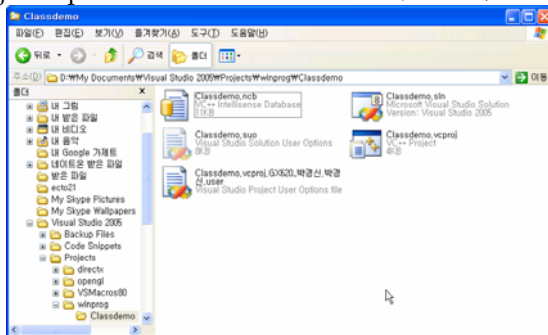 Classdemo
파일(F) 편집(E) 보기(V) 즐겨찾기(A) 도구(T) 도움말(H)
뒤로 검색 폴더
주소(D) D:₩My Documents₩Visual Studio 2005₩Projects₩winprog₩Classdemo 이동
폴더 X
내 그림
내 받은 파일
내 비디오
내 음악
내 Google 가젯트
네이트온 받은 파일
받은 파일
ecto21
My Skype Pictures
My Skype Wallpapers
Visual Studio 2005
Backup Files
Code Snippets
Projects
directx
opengl
VSMacros80
winprog
Classdemo
Classdemo.ncb
VC++ Intellisense Database
11KB
Classdemo.sln
Microsoft Visual Studio Solution
Version: Visual Studio 2005
Classdemo.suo
Visual Studio Solution User Options
8KB
Classdemo.vcproj
VC++ Project
4KB
Classdemo.vcproj.GX620.박경신.박경
신.user
Visual Studio Project User Options file